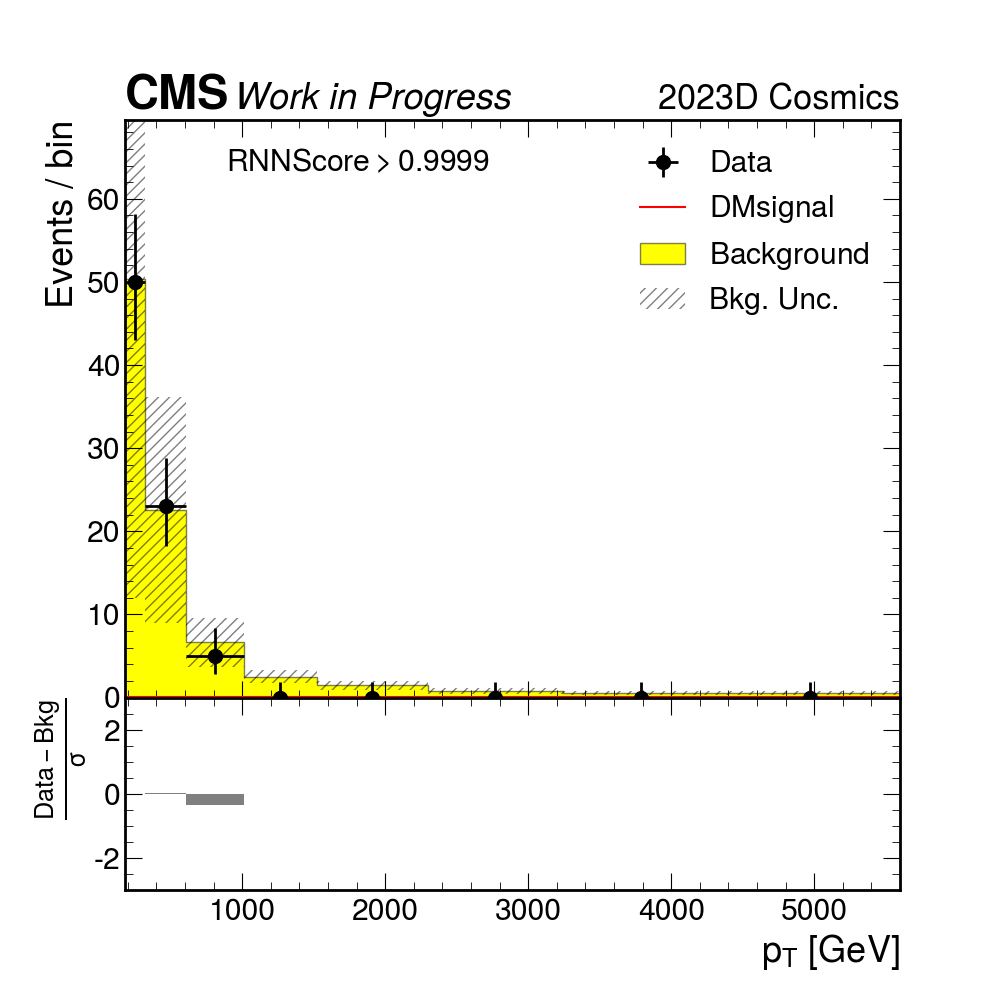 CMS Work in Progress 2023D Cosmics
RNNScore > 0.9999
Data
DMsignal
Background
Bkg. Unc.
Events / bin
60
50
40
30
20
10
0
Data – Bkg
σ
2
0
-2
1000 2000 3000 4000 5000
pT [GeV]